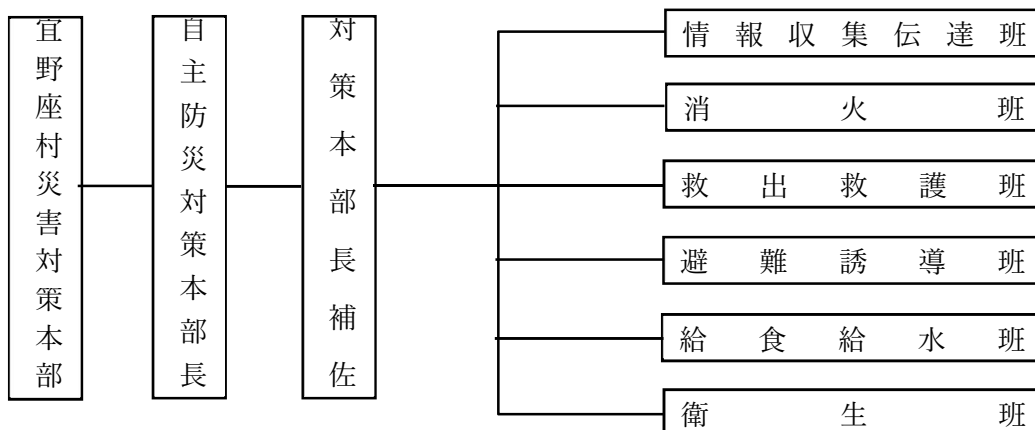 宜野座村災害対策本部
自主防災対策本部長
対策本部長補佐
情報収集伝達班
消火班
救出救護班
避難誘導班
給食給水班
衛生班